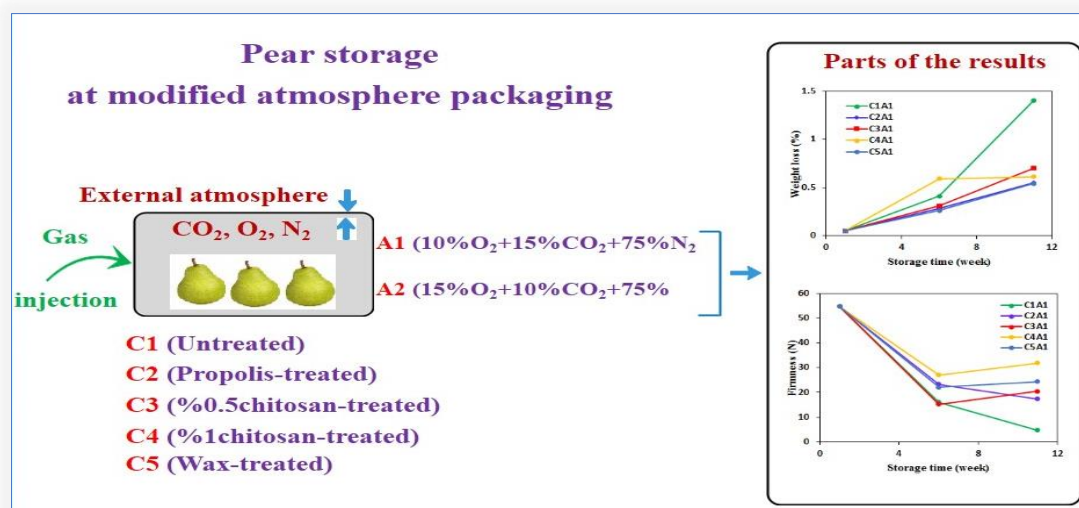 Pear storage
at modified atmosphere packaging
External atmosphere
CO₂, O₂, N₂
Gas
injection
A1 (10%O₂+15%CO₂+75%N₂
A2 (15%O₂+10%CO₂+75%
C1 (Untreated)
C2 (Propolis-treated)
C3 (%0.5chitosan-treated)
C4 (%1chitosan-treated)
C5 (Wax-treated)
Parts of the results
1.5
1
0.5
0
Weight loss (%)
C1A1
C2A1
C3A1
C4A1
C5A1
0 4 8 12
Storage time (week)
60
50
40
30
20
10
0
Firmness (N)
C1A1
C2A1
C3A1
C4A1
C5A1
0 4 8 12
Storage time (week)